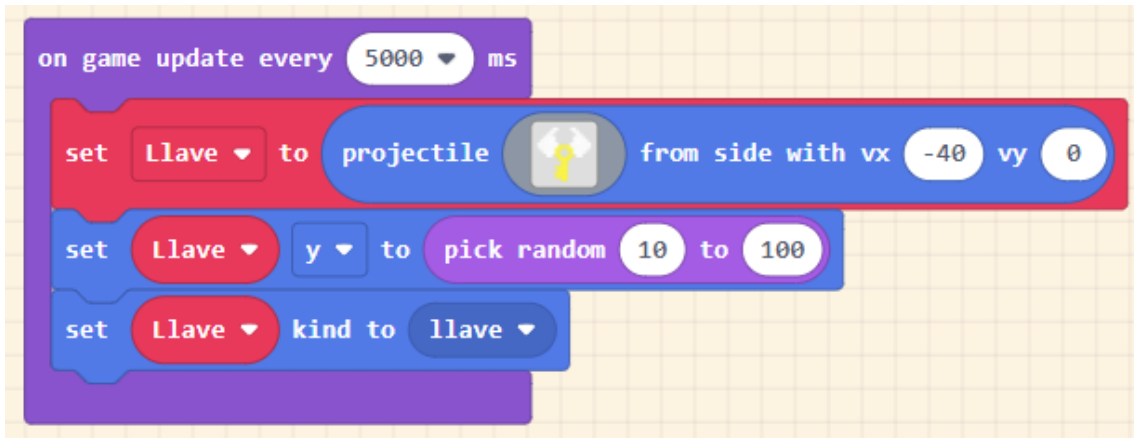 on game update every 5000 ms
set Llave to projectile from side with vx -40 vy 0
set Llave y to pick random 10 to 100
set Llave kind to llave